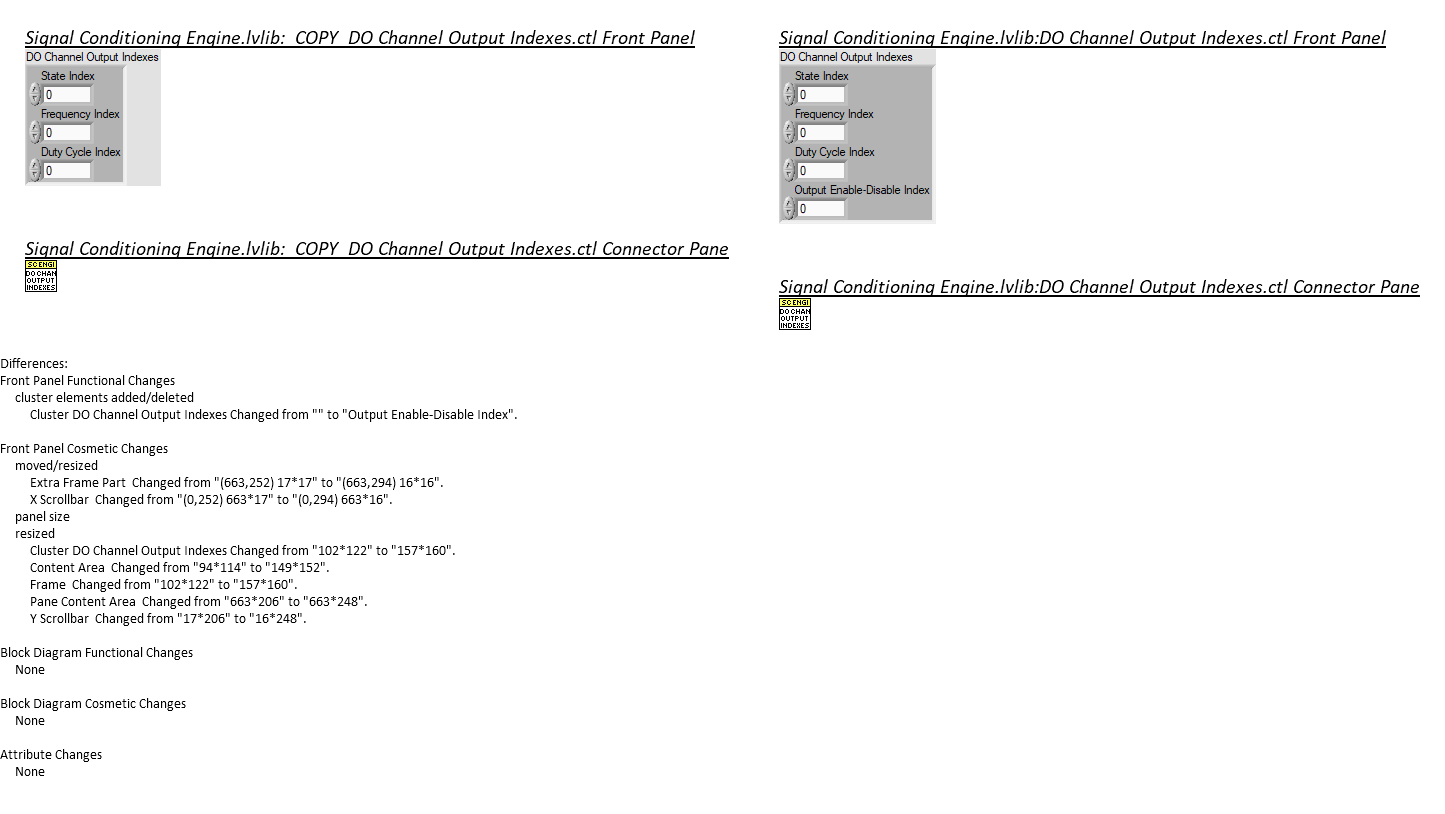 Signal Conditioning Engine.lvlib:  COPY  DO Channel Output Indexes.ctl Front Panel
DO Channel Output Indexes
State Index
0
Frequency Index
0
Duty Cycle Index
0
Signal Conditioning Engine.lvlib:  COPY  DO Channel Output Indexes.ctl Connector Pane
SCENGI
DO CHAN
OUTPUT
INDEXES
Signal Conditioning Engine.lvlib:DO Channel Output Indexes.ctl Front Panel
DO Channel Output Indexes
State Index
0
Frequency Index
0
Duty Cycle Index
0
Output Enable-Disable Index
0
Signal Conditioning Engine.lvlib:DO Channel Output Indexes.ctl Connector Pane
SCENGI
DO CHAN
OUTPUT
INDEXES
Differences:
Front Panel Functional Changes
cluster elements added/deleted
Cluster DO Channel Output Indexes Changed from "" to "Output Enable-Disable Index".
Front Panel Cosmetic Changes
moved/resized
Extra Frame Part  Changed from "(663,252) 17*17" to "(663,294) 16*16".
X Scrollbar  Changed from "(0,252) 663*17" to "(0,294) 663*16".
panel size
resized
Cluster DO Channel Output Indexes Changed from "102*122" to "157*160".
Content Area  Changed from "94*114" to "149*152".
Frame  Changed from "102*122" to "157*160".
Pane Content Area  Changed from "663*206" to "663*248".
Y Scrollbar  Changed from "17*206" to "16*248".
Block Diagram Functional Changes
None
Block Diagram Cosmetic Changes
None
Attribute Changes
None